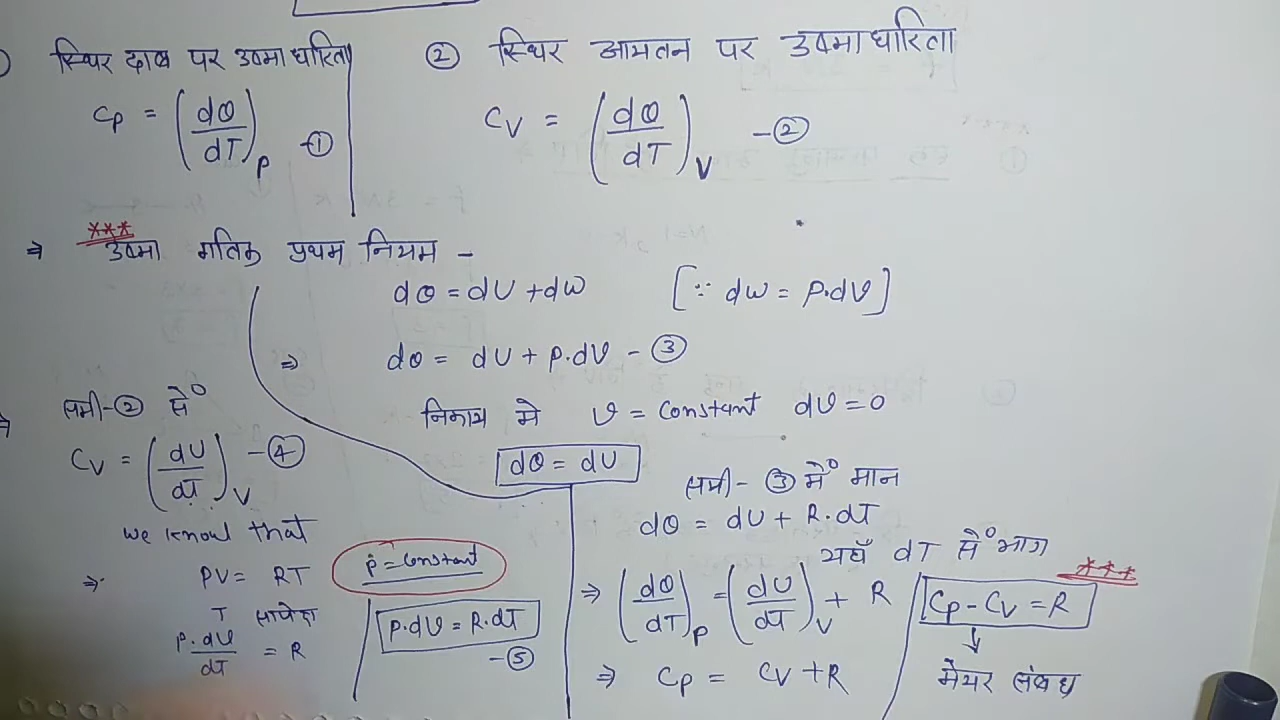 स्थिर दाब पर उष्माधारिता
Cp = (dQ/dT)P -①
② स्थिर आयतन पर उष्माधारिता
CV = (dQ/dT)V -②
***
⇒ उष्मा गतिक प्रथम नियम -
dQ = dU + dW [∵ dW = P.dV]
⇒ dQ = dU + P.dV - ③
समी-② से
निकाय मे V = Constant dV = 0
CV = (dU/dT)V -④
dQ = dU
we know that
⇒ PV = RT
P = Constant
T सापेक्ष
P.dV/dT = R
P.dV = R.dT -⑤
समी- ③ में मान
dQ = dU + R.dT
यहाँ dT से भाग
⇒ (dQ/dT)P = (dU/dT)V + R
⇒ Cp = CV + R
***
Cp - CV = R
↓
मेयर संबंध